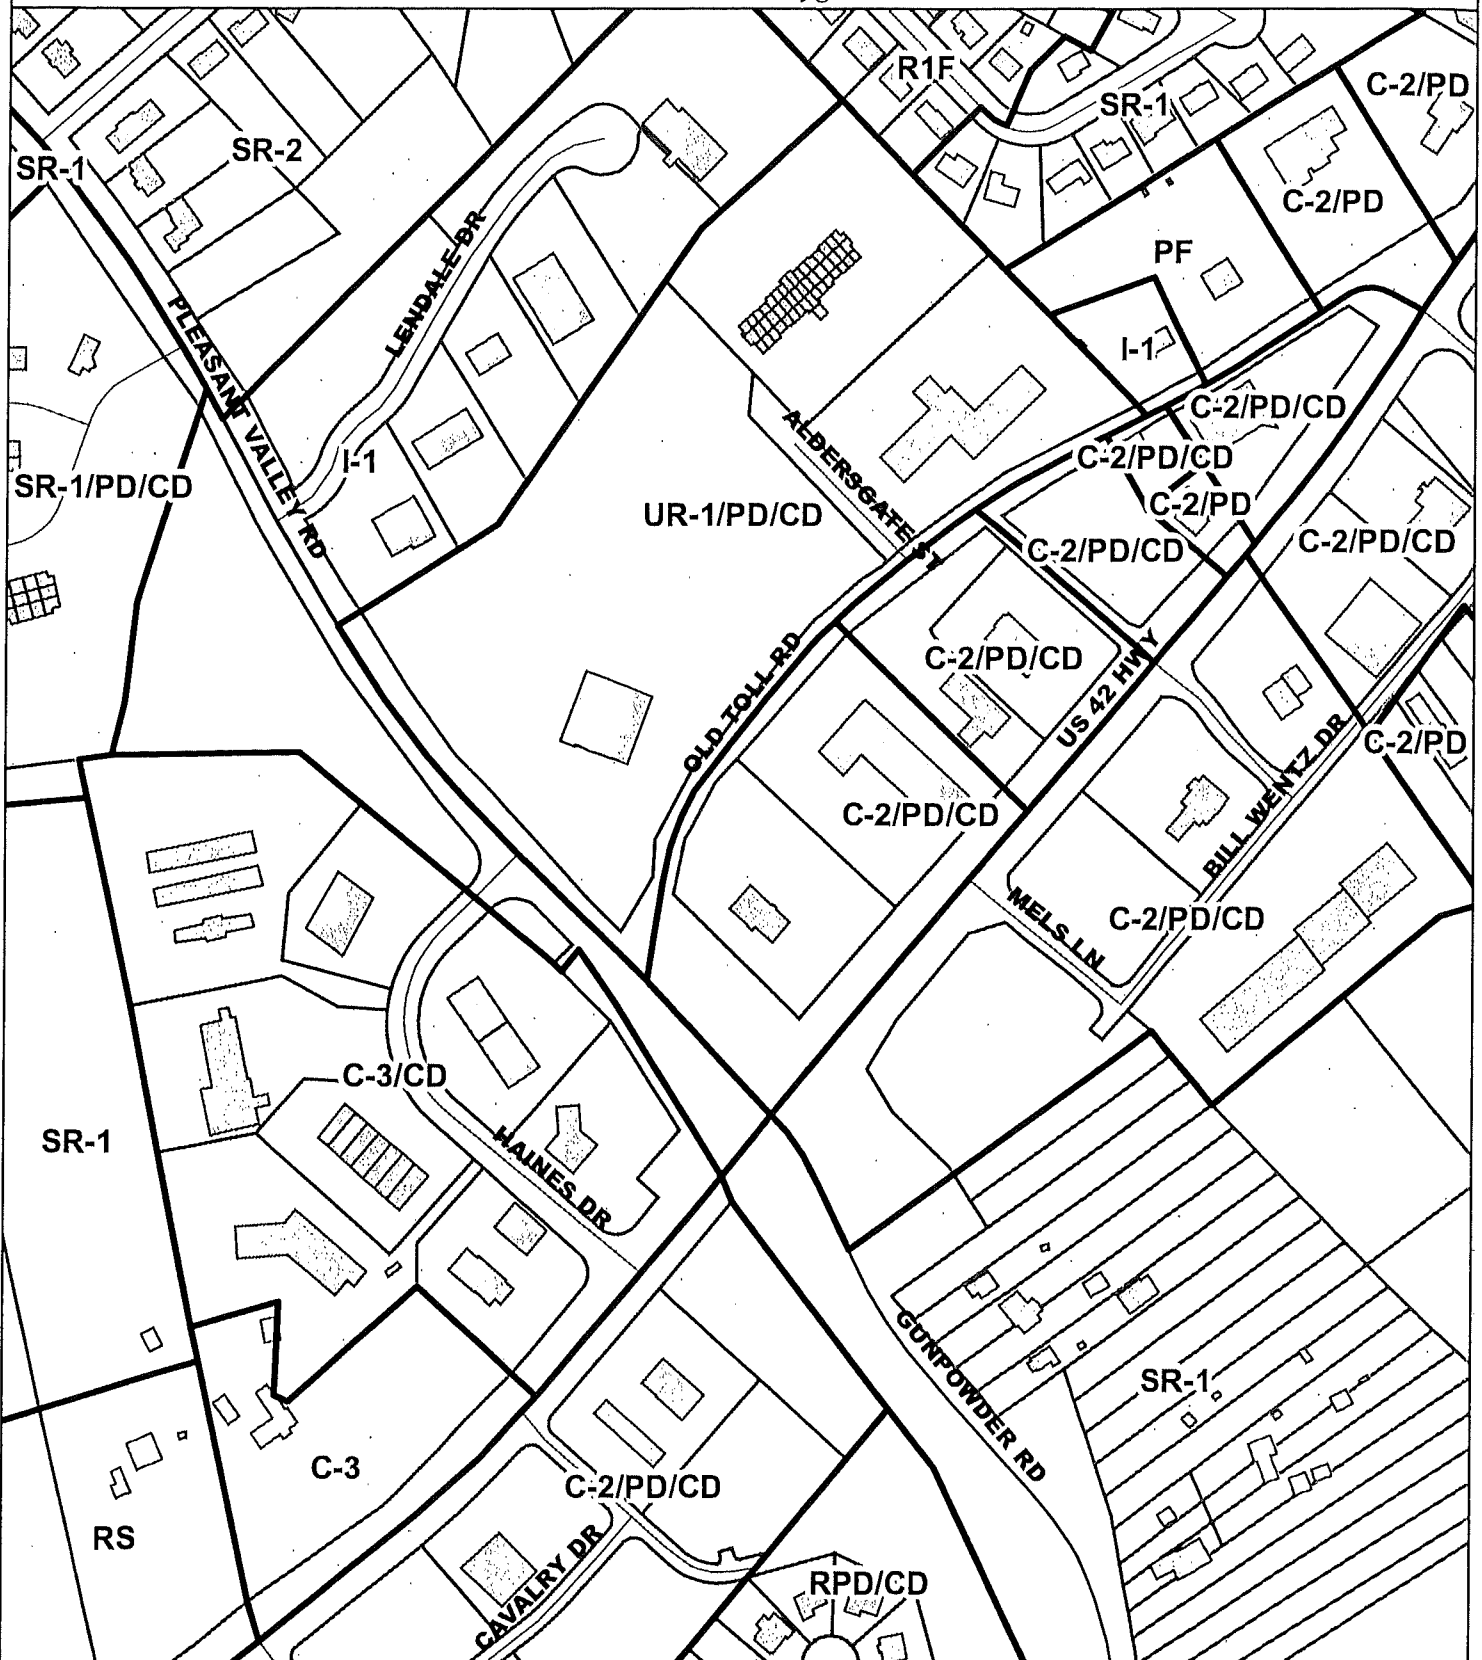 R1F
C-2/PD
SR-1
SR-2
SR-1
C-2/PD
LENDALE DR
PF
PLEASANT VALLEY RD
I-1
C-2/PD/CD
ALDERSGATE ST
C-2/PD/CD
I-1
SR-1/PD/CD
C-2/PD
UR-1/PD/CD
C-2/PD/CD
C-2/PD/CD
C-2/PD/CD
OLD TOLL RD
US 42 HWY
C-2/PD
BILL WENTZ DR
C-2/PD/CD
MELS LN
C-2/PD/CD
C-3/CD
SR-1
HAINES DR
GUNPOWDER RD
SR-1
C-3
C-2/PD/CD
RS
CAVALRY DR
RPD/CD